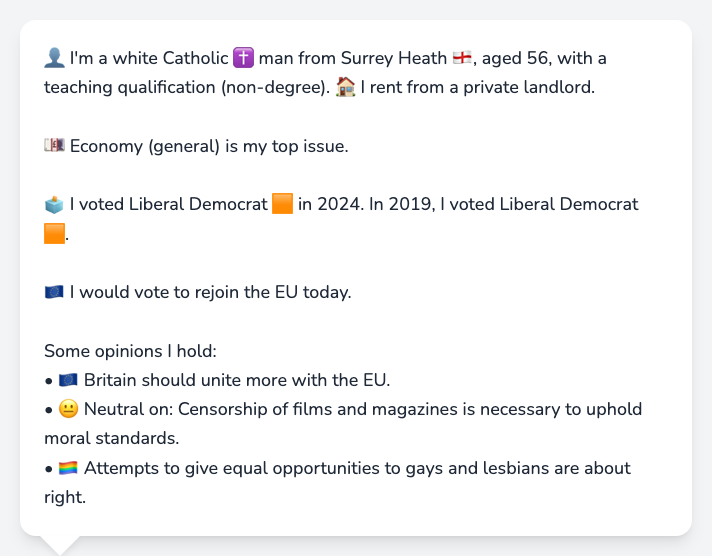 👤 I'm a white Catholic ✝️ man from Surrey Heath 🏴󠁧󠁢󠁥󠁮󠁧󠁿, aged 56, with a
teaching qualification (non-degree). 🏠 I rent from a private landlord.
💷 Economy (general) is my top issue.
🗳️ I voted Liberal Democrat 🟧 in 2024. In 2019, I voted Liberal Democrat
🟧.
🇪🇺 I would vote to rejoin the EU today.
Some opinions I hold:
• 🇪🇺 Britain should unite more with the EU.
• 😐 Neutral on: Censorship of films and magazines is necessary to uphold
moral standards.
• 🏳️‍🌈 Attempts to give equal opportunities to gays and lesbians are about
right.